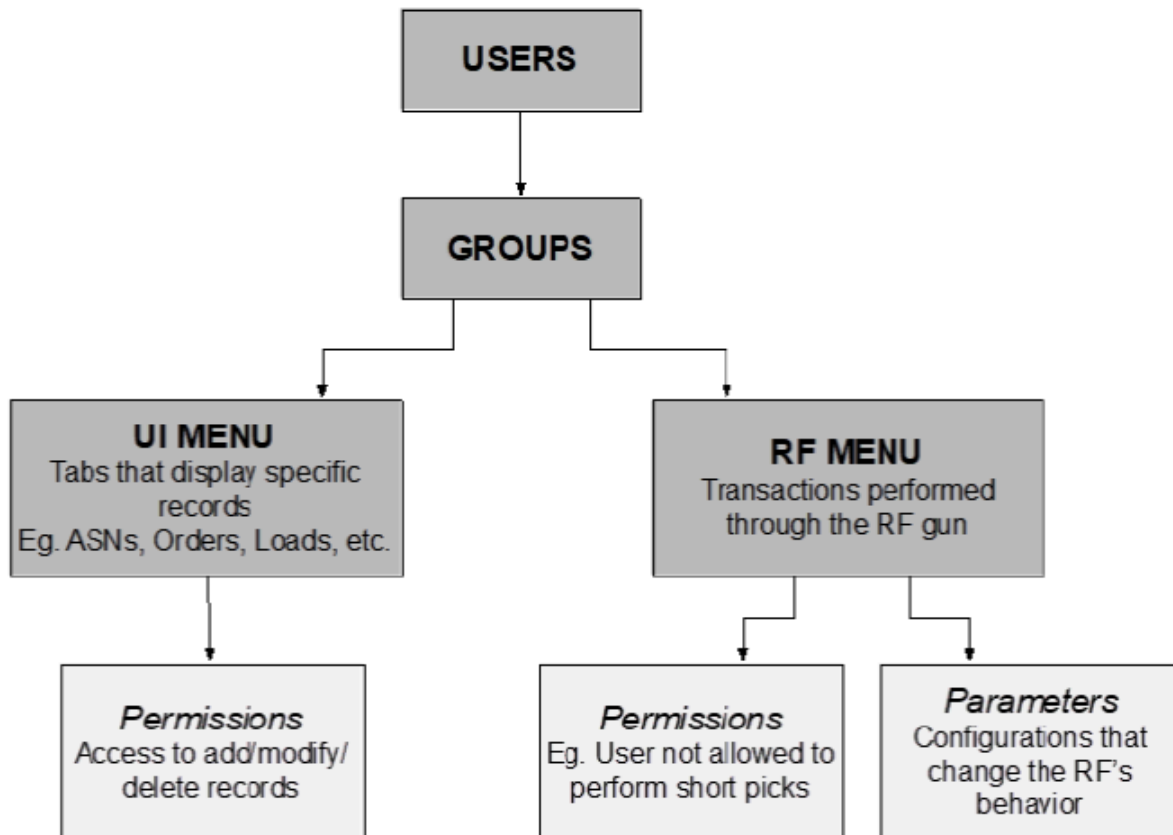 USERS
GROUPS
UI MENU
Tabs that display specific
records
Eg. ASNs, Orders, Loads, etc.
RF MENU
Transactions performed
through the RF gun
Permissions
Access to add/modify/
delete records
Permissions
Eg. User not allowed to
perform short picks
Parameters
Configurations that
change the RF's
behavior